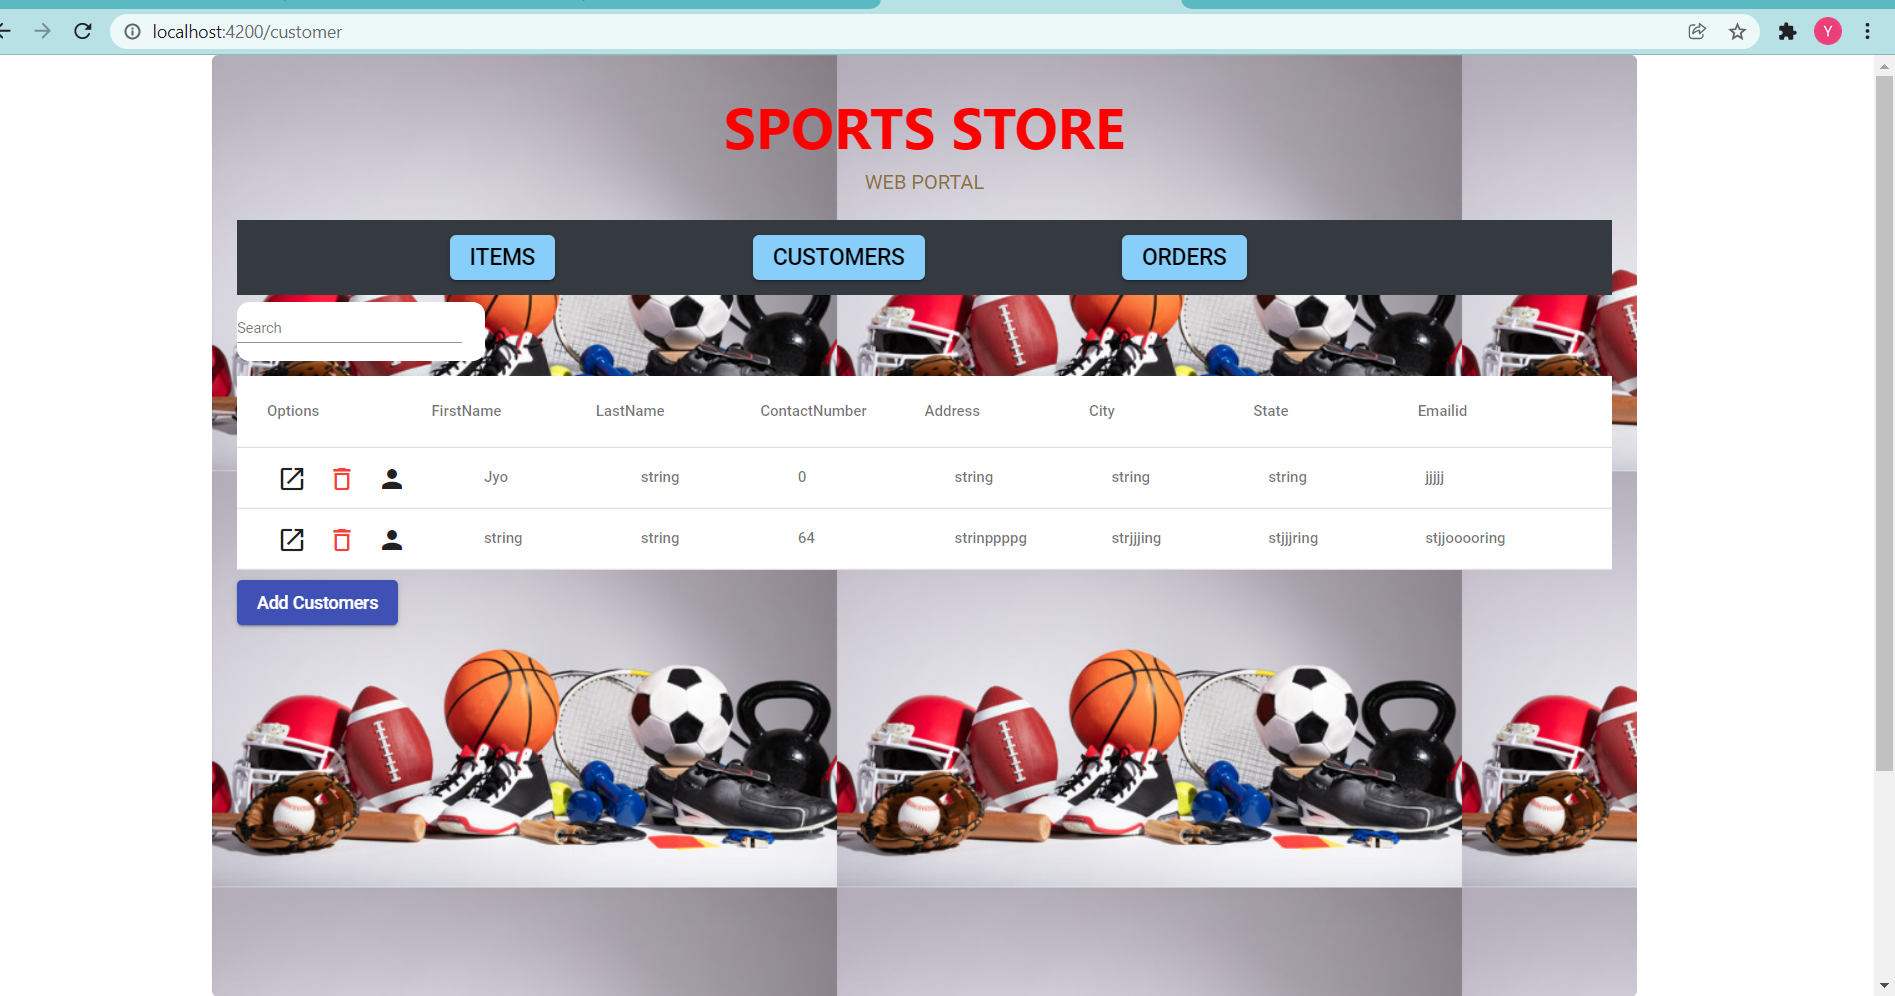 localhost:4200/customer
Y
SPORTS STORE
WEB PORTAL
ITEMS CUSTOMERS ORDERS
Search
Options FirstName LastName ContactNumber Address City State Emailid
Jyo string 0 string string string jjjjj
string string 64 strinppppg strjjjing stjjjring stjjooooring
Add Customers